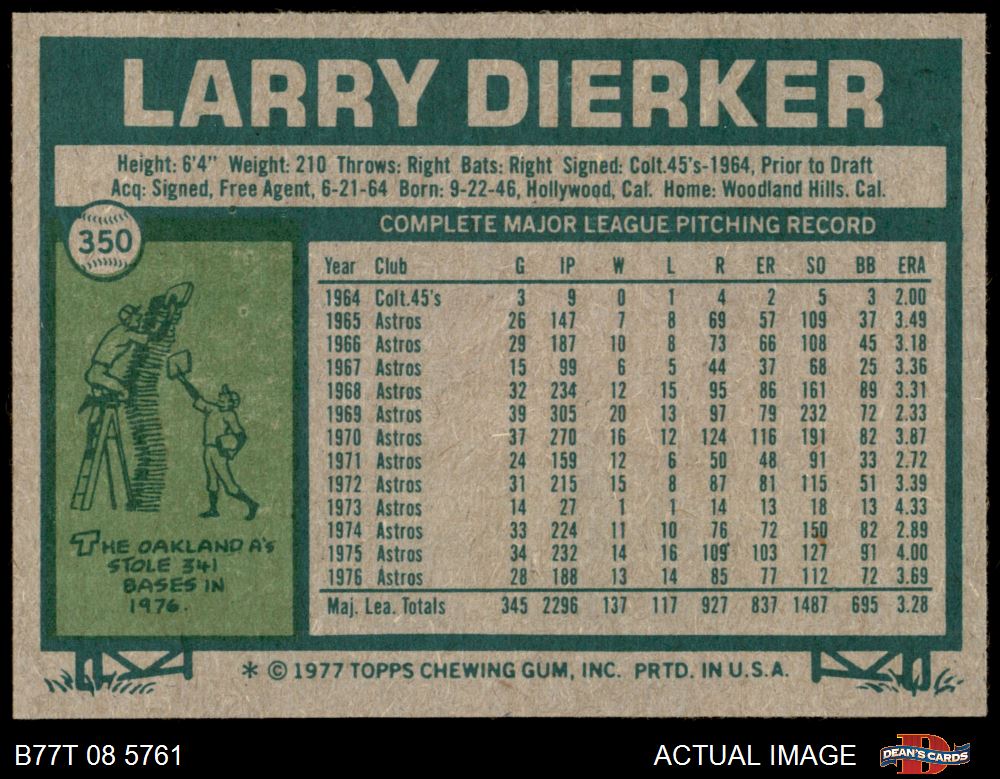 LARRY DIERKER
Height: 6'4" Weight: 210 Throws: Right Bats: Right Signed: Colt.45's-1964, Prior to Draft
Acq: Signed, Free Agent, 6-21-64 Born: 9-22-46, Hollywood, Cal. Home: Woodland Hills. Cal.
350
COMPLETE MAJOR LEAGUE PITCHING RECORD
Year Club G IP W L R ER SO BB ERA
1964 Colt.45's 3 9 0 1 4 2 5 3 2.00
1965 Astros 26 147 7 8 69 57 109 37 3.49
1966 Astros 29 187 10 8 73 66 108 45 3.18
1967 Astros 15 99 6 5 44 37 68 25 3.36
1968 Astros 32 234 12 15 95 86 161 89 3.31
1969 Astros 39 305 20 13 97 79 232 72 2.33
1970 Astros 37 270 16 12 124 116 191 82 3.87
1971 Astros 24 159 12 6 50 48 91 33 2.72
1972 Astros 31 215 15 8 87 81 115 51 3.39
1973 Astros 14 27 1 1 14 13 18 13 4.33
1974 Astros 33 224 11 10 76 72 150 82 2.89
1975 Astros 34 232 14 16 109 103 127 91 4.00
1976 Astros 28 188 13 14 85 77 112 72 3.69
Maj. Lea. Totals 345 2296 137 117 927 837 1487 695 3.28
THE OAKLAND A's
STOLE 341
BASES IN
1976.
* © 1977 TOPPS CHEWING GUM, INC. PRTD. IN U.S.A.
B77T 08 5761
ACTUAL IMAGE
DEAN'S CARDS